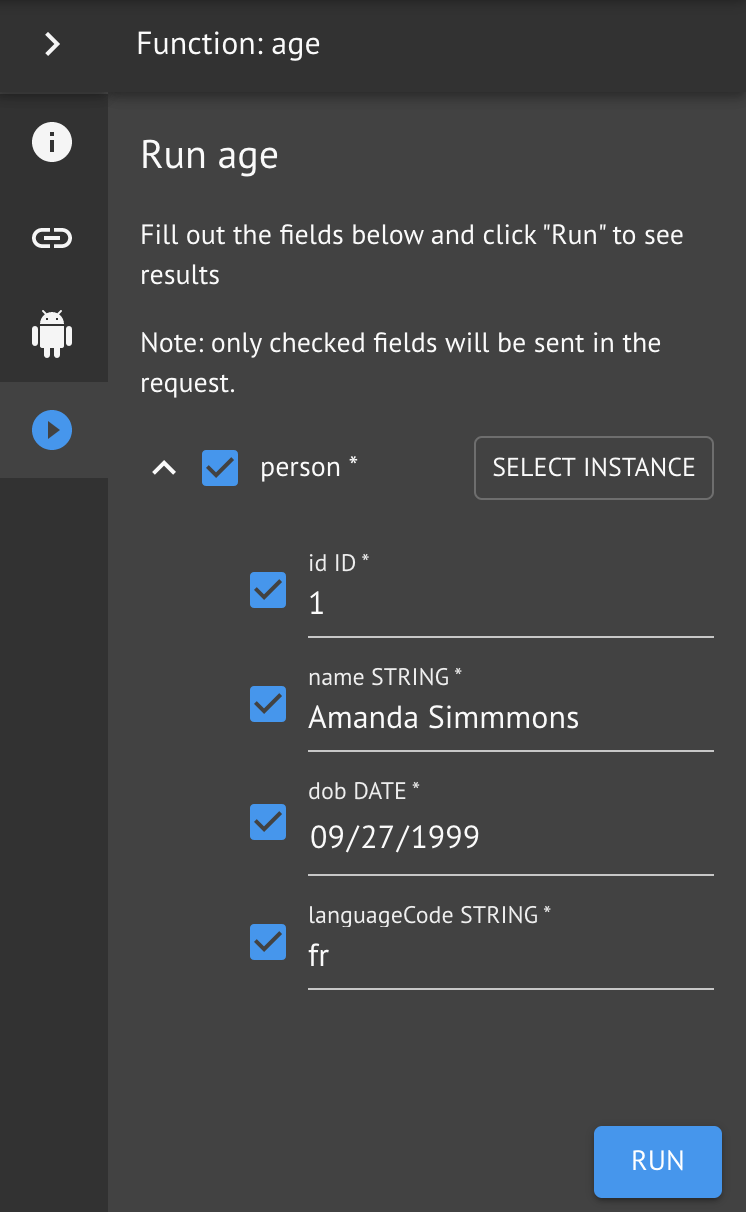 Function: age
Run age
Fill out the fields below and click "Run" to see
results
Note: only checked fields will be sent in the
request.
person *
SELECT INSTANCE
id ID *
1
name STRING *
Amanda Simmmons
dob DATE *
09/27/1999
languageCode STRING *
fr
RUN